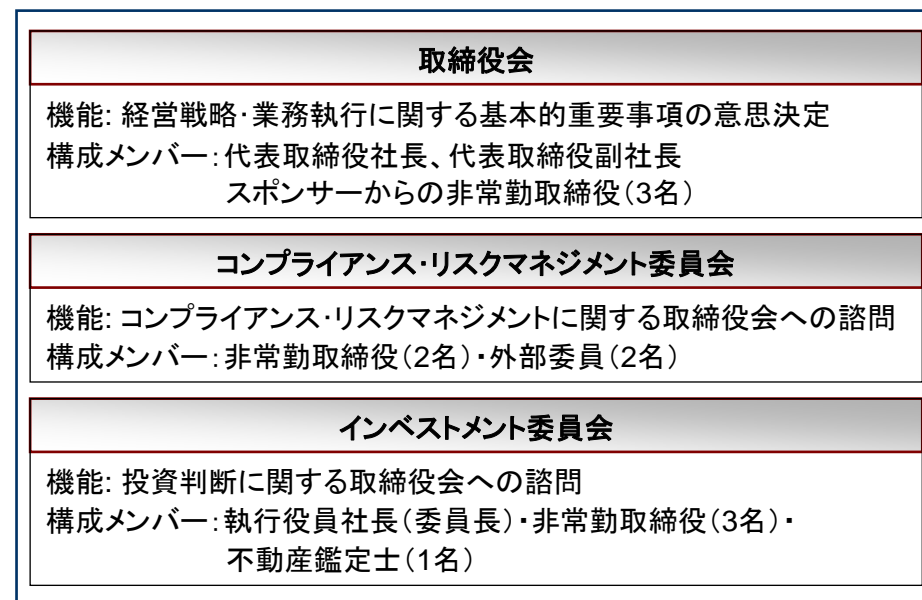 取締役会
機能: 経営戦略・業務執行に関する基本的重要事項の意思決定
構成メンバー：代表取締役社長、代表取締役副社長
スポンサーからの非常勤取締役（3名）
コンプライアンス・リスクマネジメント委員会
機能: コンプライアンス・リスクマネジメントに関する取締役会への諮問
構成メンバー：非常勤取締役（2名）・外部委員（2名）
インベストメント委員会
機能: 投資判断に関する取締役会への諮問
構成メンバー：執行役員社長（委員長）・非常勤取締役（3名）・
不動産鑑定士（1名）